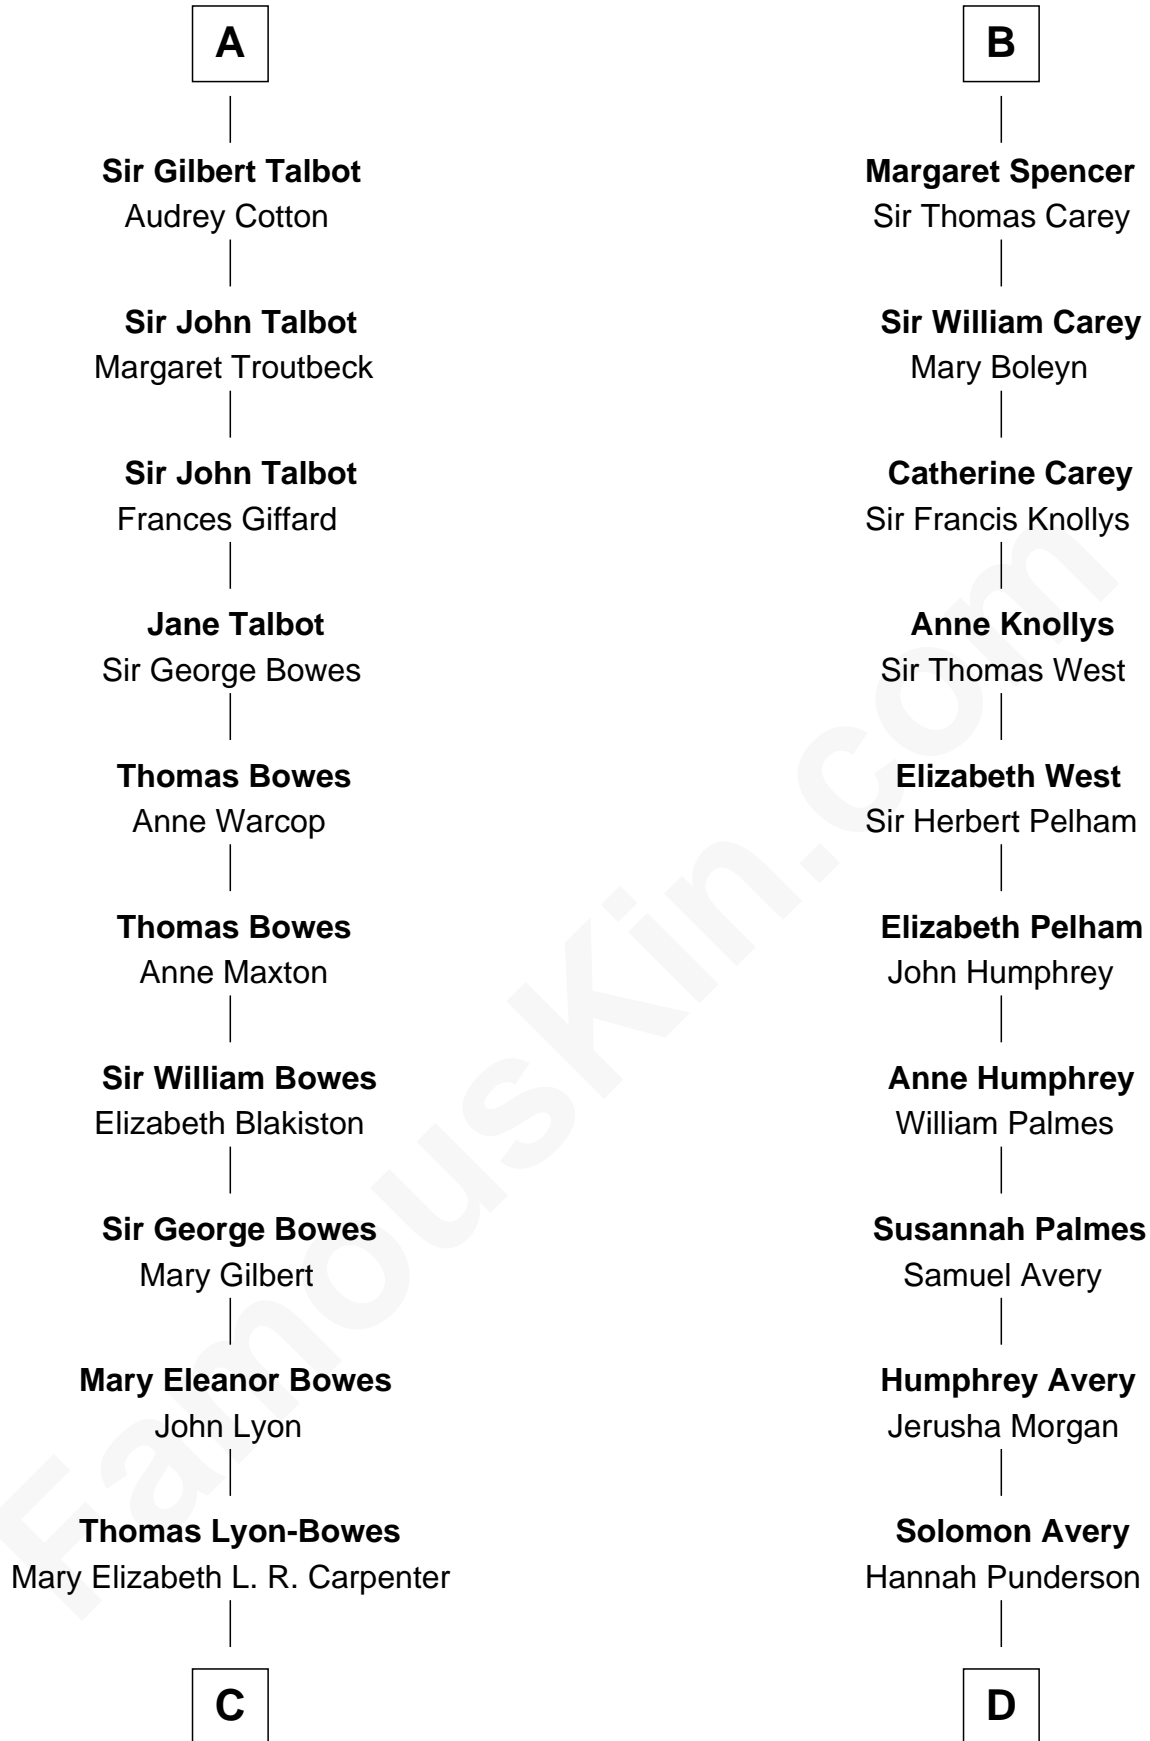 A
Sir Gilbert Talbot
Audrey Cotton
Sir John Talbot
Margaret Troutbeck
Sir John Talbot
Frances Giffard
Jane Talbot
Sir George Bowes
Thomas Bowes
Anne Warcop
Thomas Bowes
Anne Maxton
Sir William Bowes
Elizabeth Blakiston
Sir George Bowes
Mary Gilbert
Mary Eleanor Bowes
John Lyon
Thomas Lyon-Bowes
Mary Elizabeth L. R. Carpenter
C
B
Margaret Spencer
Sir Thomas Carey
Sir William Carey
Mary Boleyn
Catherine Carey
Sir Francis Knollys
Anne Knollys
Sir Thomas West
Elizabeth West
Sir Herbert Pelham
Elizabeth Pelham
John Humphrey
Anne Humphrey
William Palmes
Susannah Palmes
Samuel Avery
Humphrey Avery
Jerusha Morgan
Solomon Avery
Hannah Punderson
D
FamousKin.com